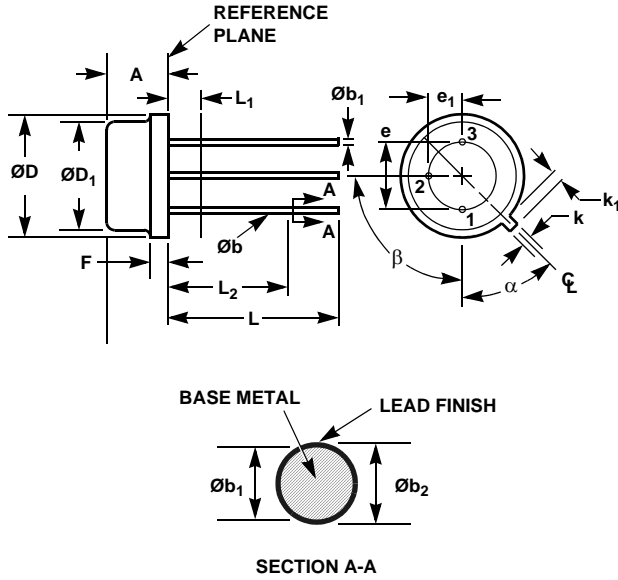 REFERENCE
PLANE
A
L1
Øb1
e1
e
3
2
1
ØD
ØD1
A
A
Øb
F
L2
L
β
α
k1
k
℄
BASE METAL
LEAD FINISH
Øb1
Øb2
SECTION A-A